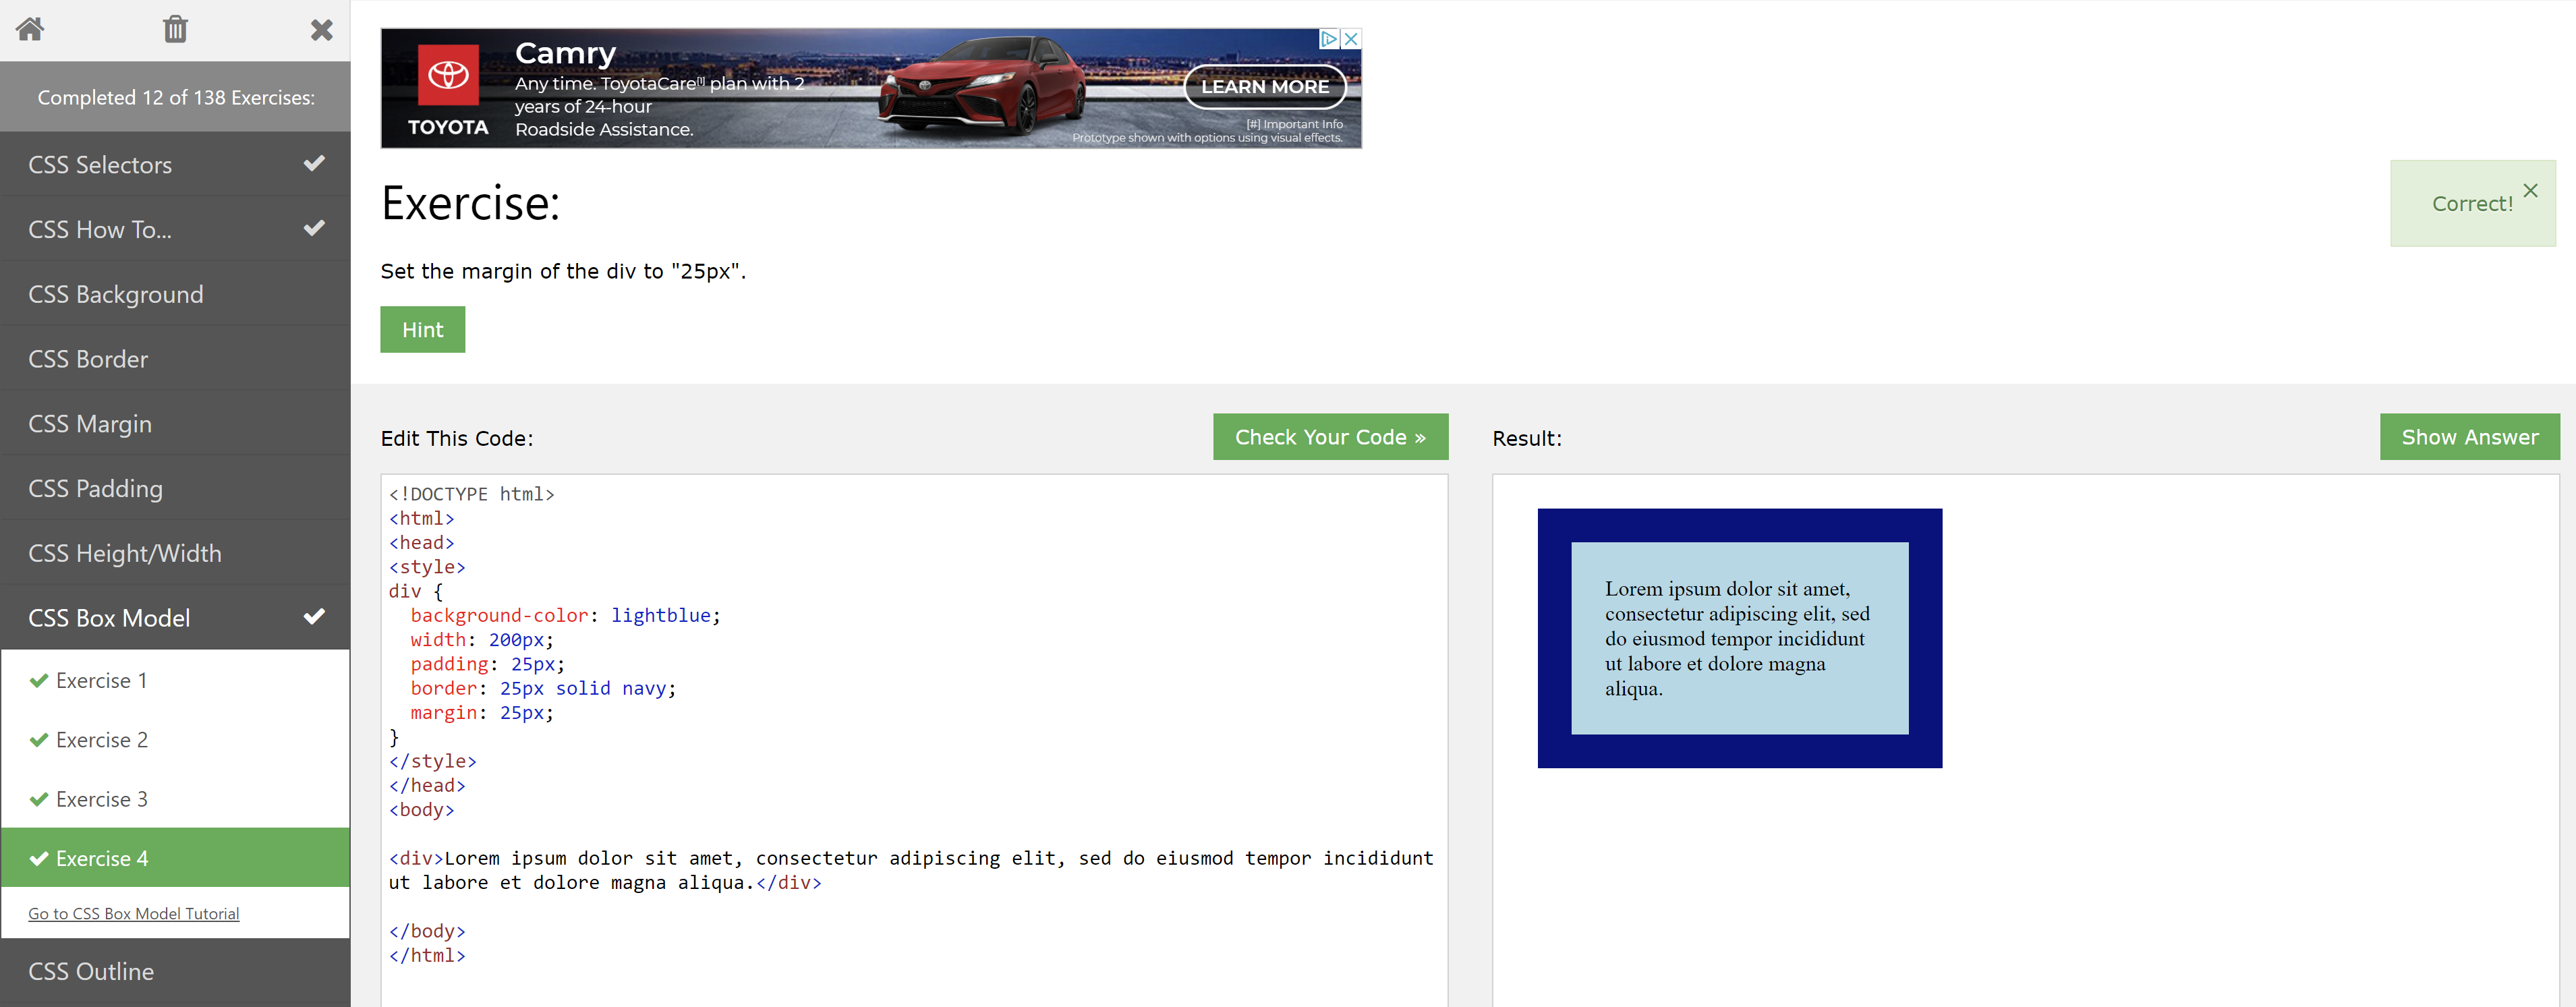 Completed 12 of 138 Exercises:
CSS Selectors
CSS How To...
CSS Background
CSS Border
CSS Margin
CSS Padding
CSS Height/Width
CSS Box Model
Exercise 1
Exercise 2
Exercise 3
Exercise 4
Go to CSS Box Model Tutorial
CSS Outline
TOYOTA
Camry
Any time. ToyotaCare[1] plan with 2
years of 24-hour
Roadside Assistance.
LEARN MORE
[#] Important Info
Prototype shown with options using visual effects.
Exercise:
Correct!
Set the margin of the div to "25px".
Hint
Edit This Code:
Check Your Code »
<!DOCTYPE html>
<html>
<head>
<style>
div {
  background-color: lightblue;
  width: 200px;
  padding: 25px;
  border: 25px solid navy;
  margin: 25px;
}
</style>
</head>
<body>

<div>Lorem ipsum dolor sit amet, consectetur adipiscing elit, sed do eiusmod tempor incididunt
ut labore et dolore magna aliqua.</div>

</body>
</html>
Result:
Show Answer
Lorem ipsum dolor sit amet,
consectetur adipiscing elit, sed
do eiusmod tempor incididunt
ut labore et dolore magna
aliqua.